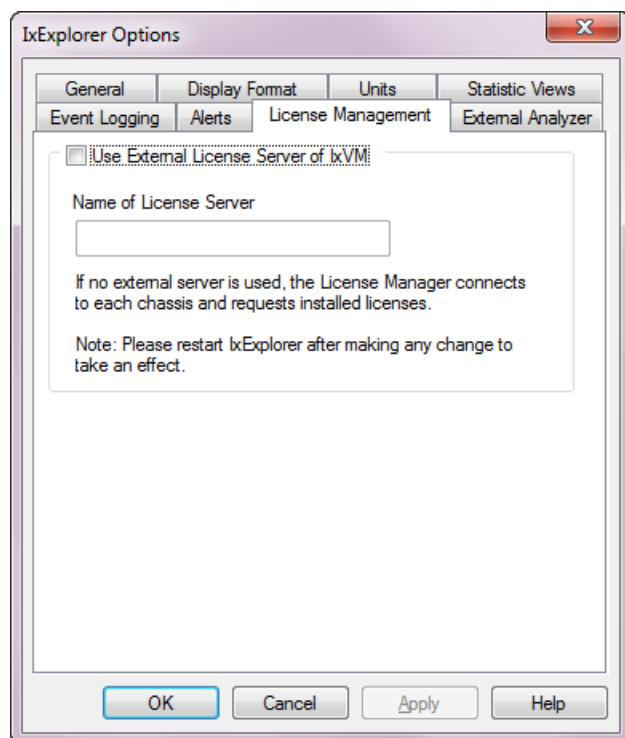 IxExplorer Options
General Display Format Units Statistic Views
Event Logging Alerts License Management External Analyzer
Use External License Server of IxVM
Name of License Server
If no external server is used, the License Manager connects
to each chassis and requests installed licenses.
Note: Please restart IxExplorer after making any change to
take an effect.
OK Cancel Apply Help